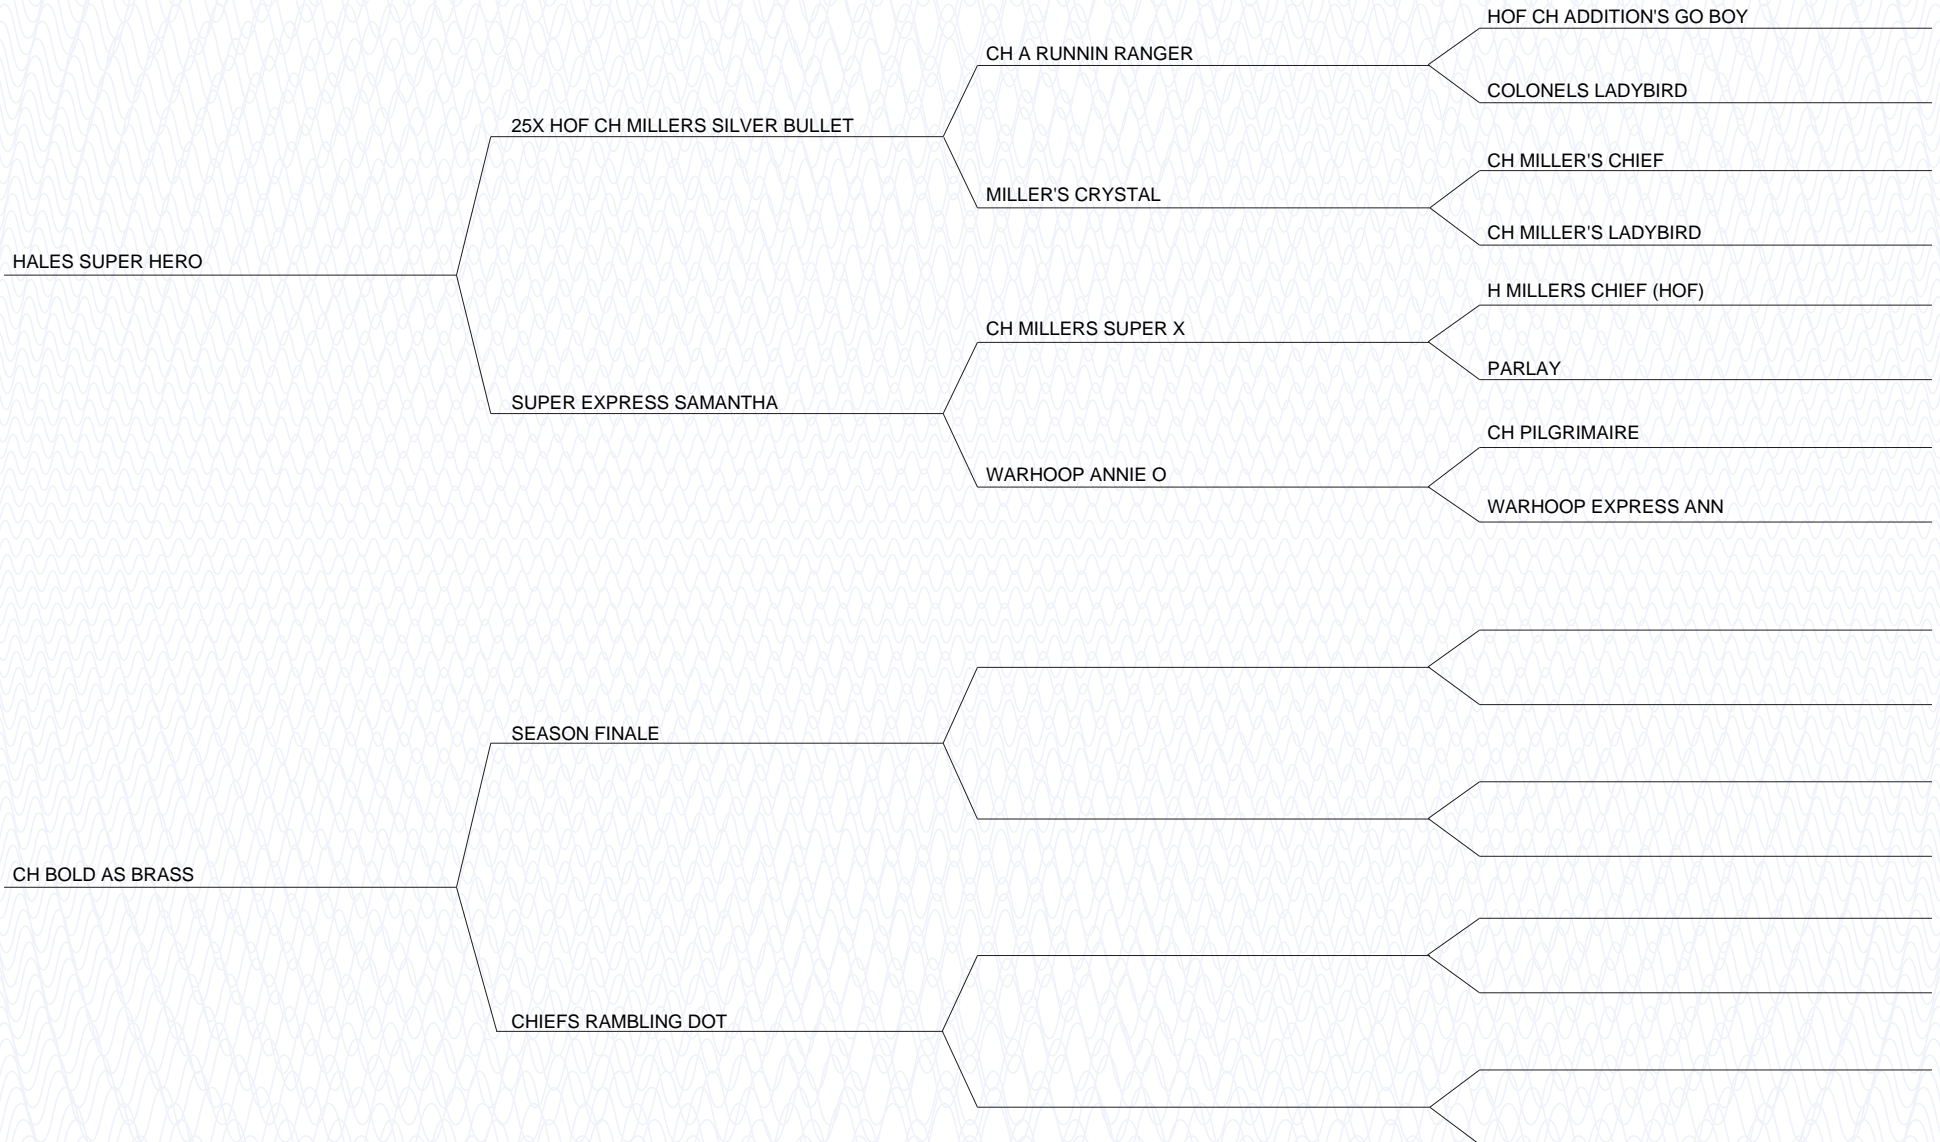 HOF CH ADDITION'S GO BOY
CH A RUNNIN RANGER
COLONELS LADYBIRD
25X HOF CH MILLERS SILVER BULLET
CH MILLER'S CHIEF
MILLER'S CRYSTAL
CH MILLER'S LADYBIRD
HALES SUPER HERO
H MILLERS CHIEF (HOF)
CH MILLERS SUPER X
PARLAY
SUPER EXPRESS SAMANTHA
CH PILGRIMAIRE
WARHOOP ANNIE O
WARHOOP EXPRESS ANN
SEASON FINALE
CH BOLD AS BRASS
CHIEFS RAMBLING DOT